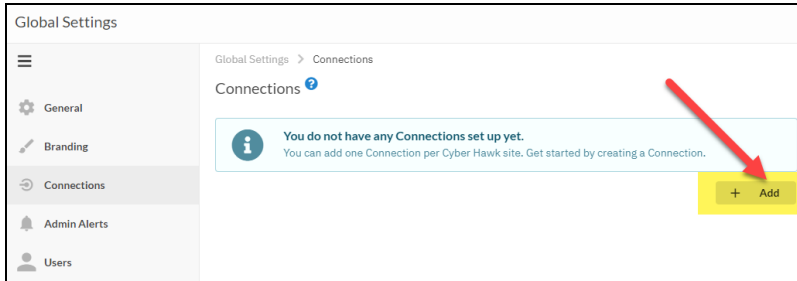 Global Settings
Global Settings > Connections
Connections ?
General
Branding
Connections
Admin Alerts
Users
i
You do not have any Connections set up yet.
You can add one Connection per Cyber Hawk site. Get started by creating a Connection.
+ Add